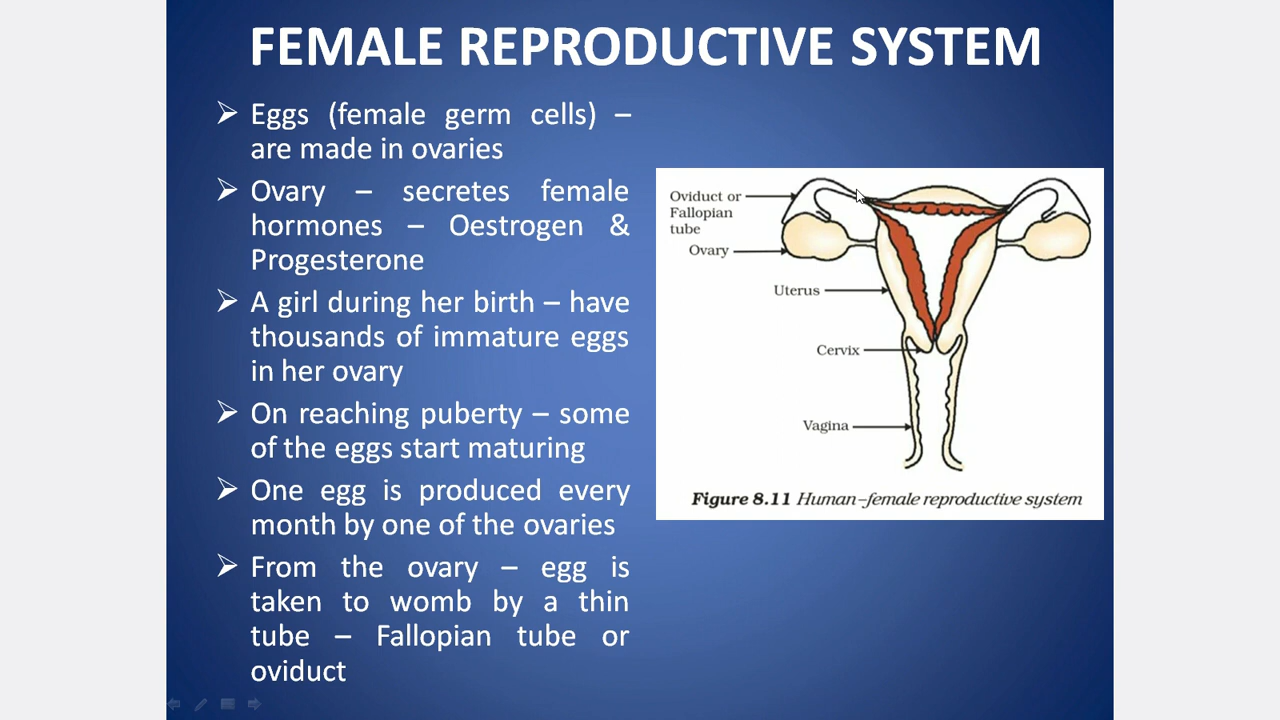 FEMALE REPRODUCTIVE SYSTEM
➢ Eggs (female germ cells) –
are made in ovaries
➢ Ovary – secretes female
hormones – Oestrogen &
Progesterone
➢ A girl during her birth – have
thousands of immature eggs
in her ovary
➢ On reaching puberty – some
of the eggs start maturing
➢ One egg is produced every
month by one of the ovaries
➢ From the ovary – egg is
taken to womb by a thin
tube – Fallopian tube or
oviduct
Oviduct or
Fallopian
tube
Ovary
Uterus
Cervix
Vagina
Figure 8.11 Human–female reproductive system